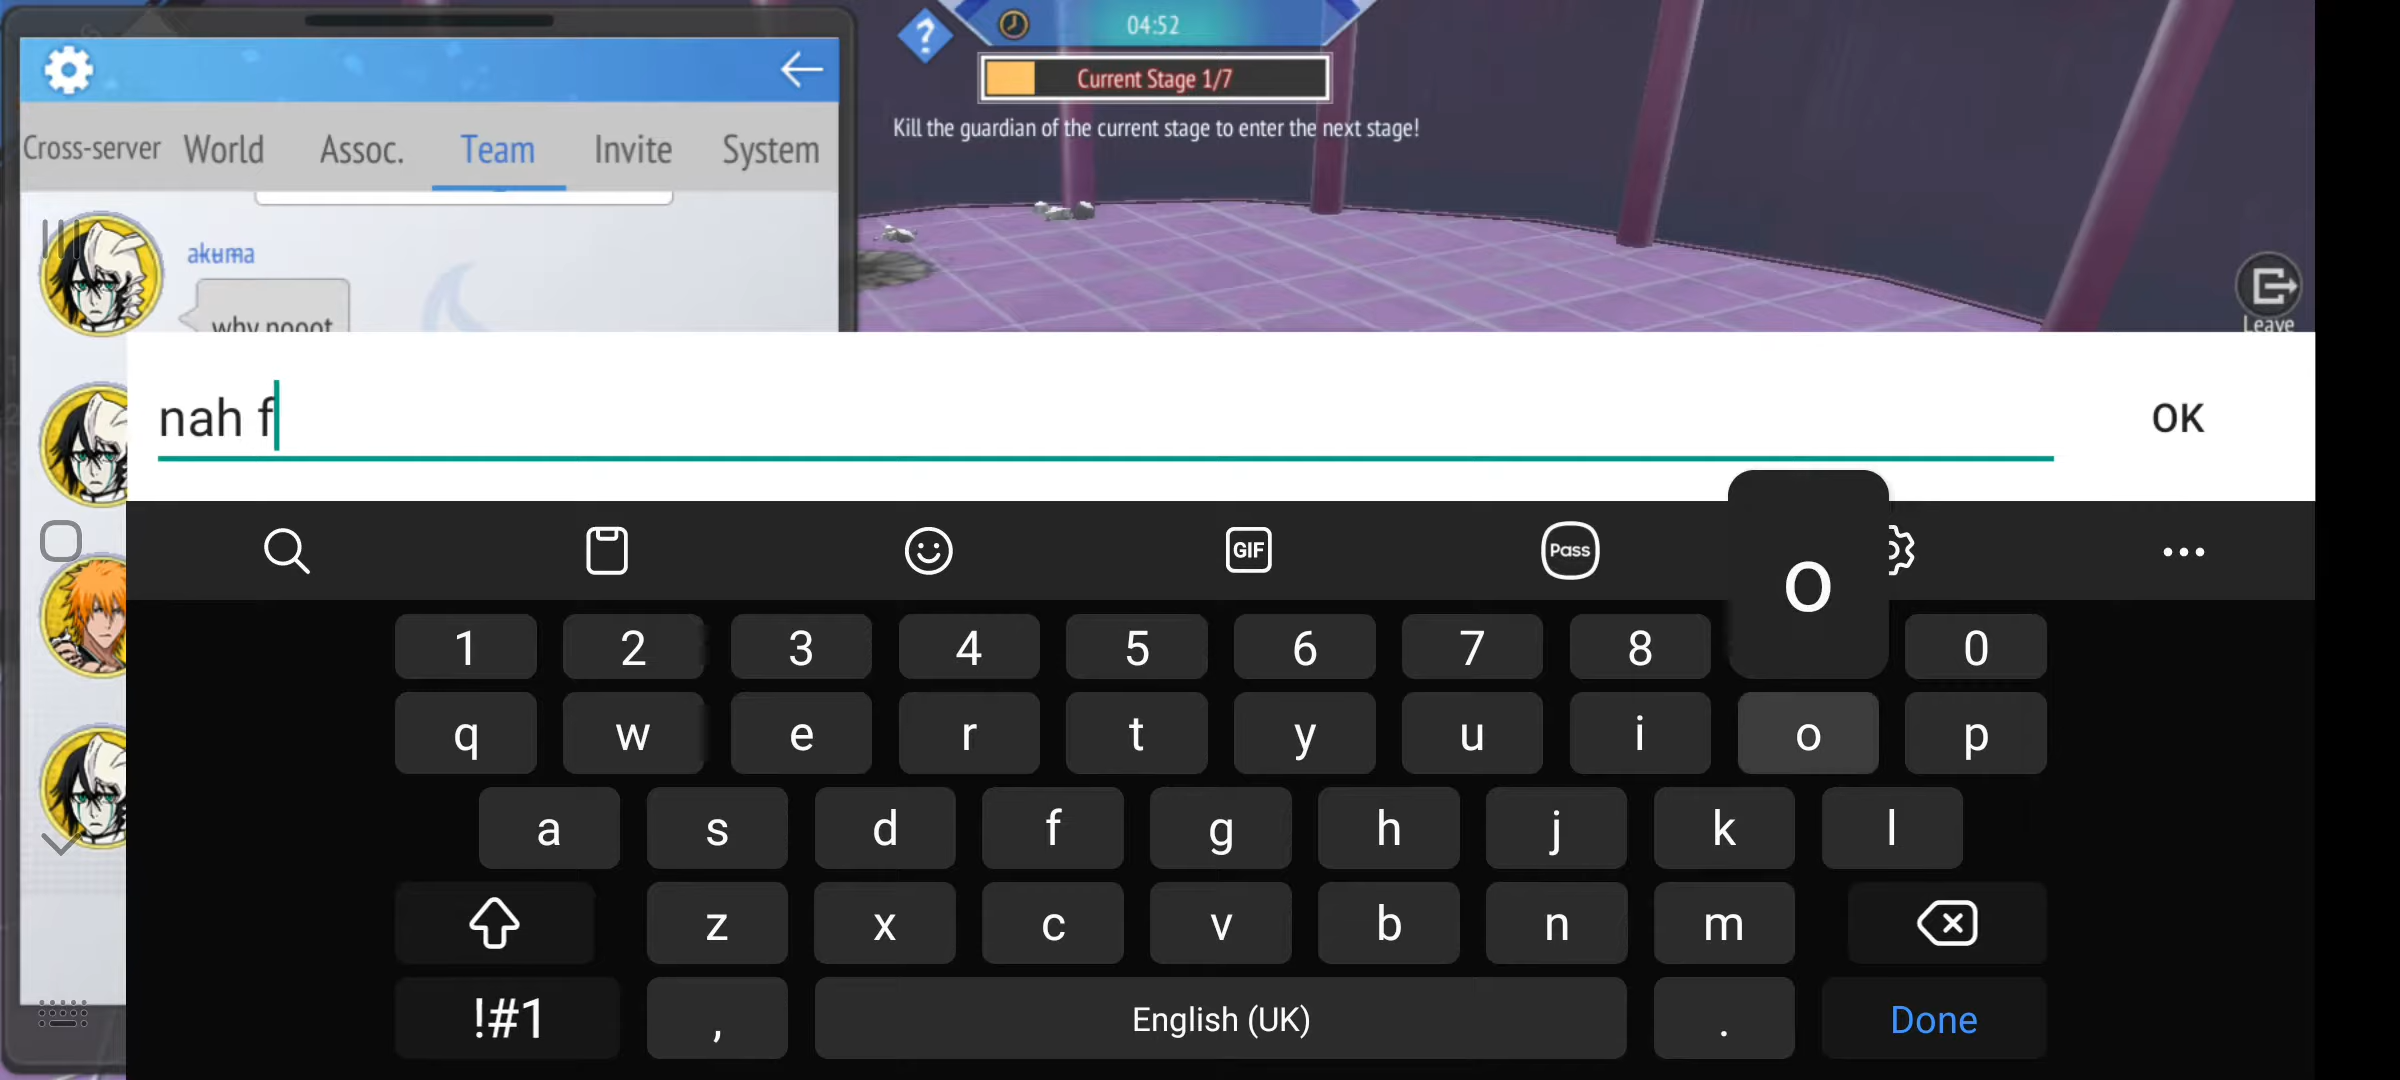 04:52
Current Stage 1/7
Kill the guardian of the current stage to enter the next stage!
Cross-server World Assoc. Team Invite System
akuma
why nooot
Leave
nah f
OK
GIF
Pass
o
1 2 3 4 5 6 7 8 0
q w e r t y u i o p
a s d f g h j k l
z x c v b n m
!#1 , English (UK) . Done